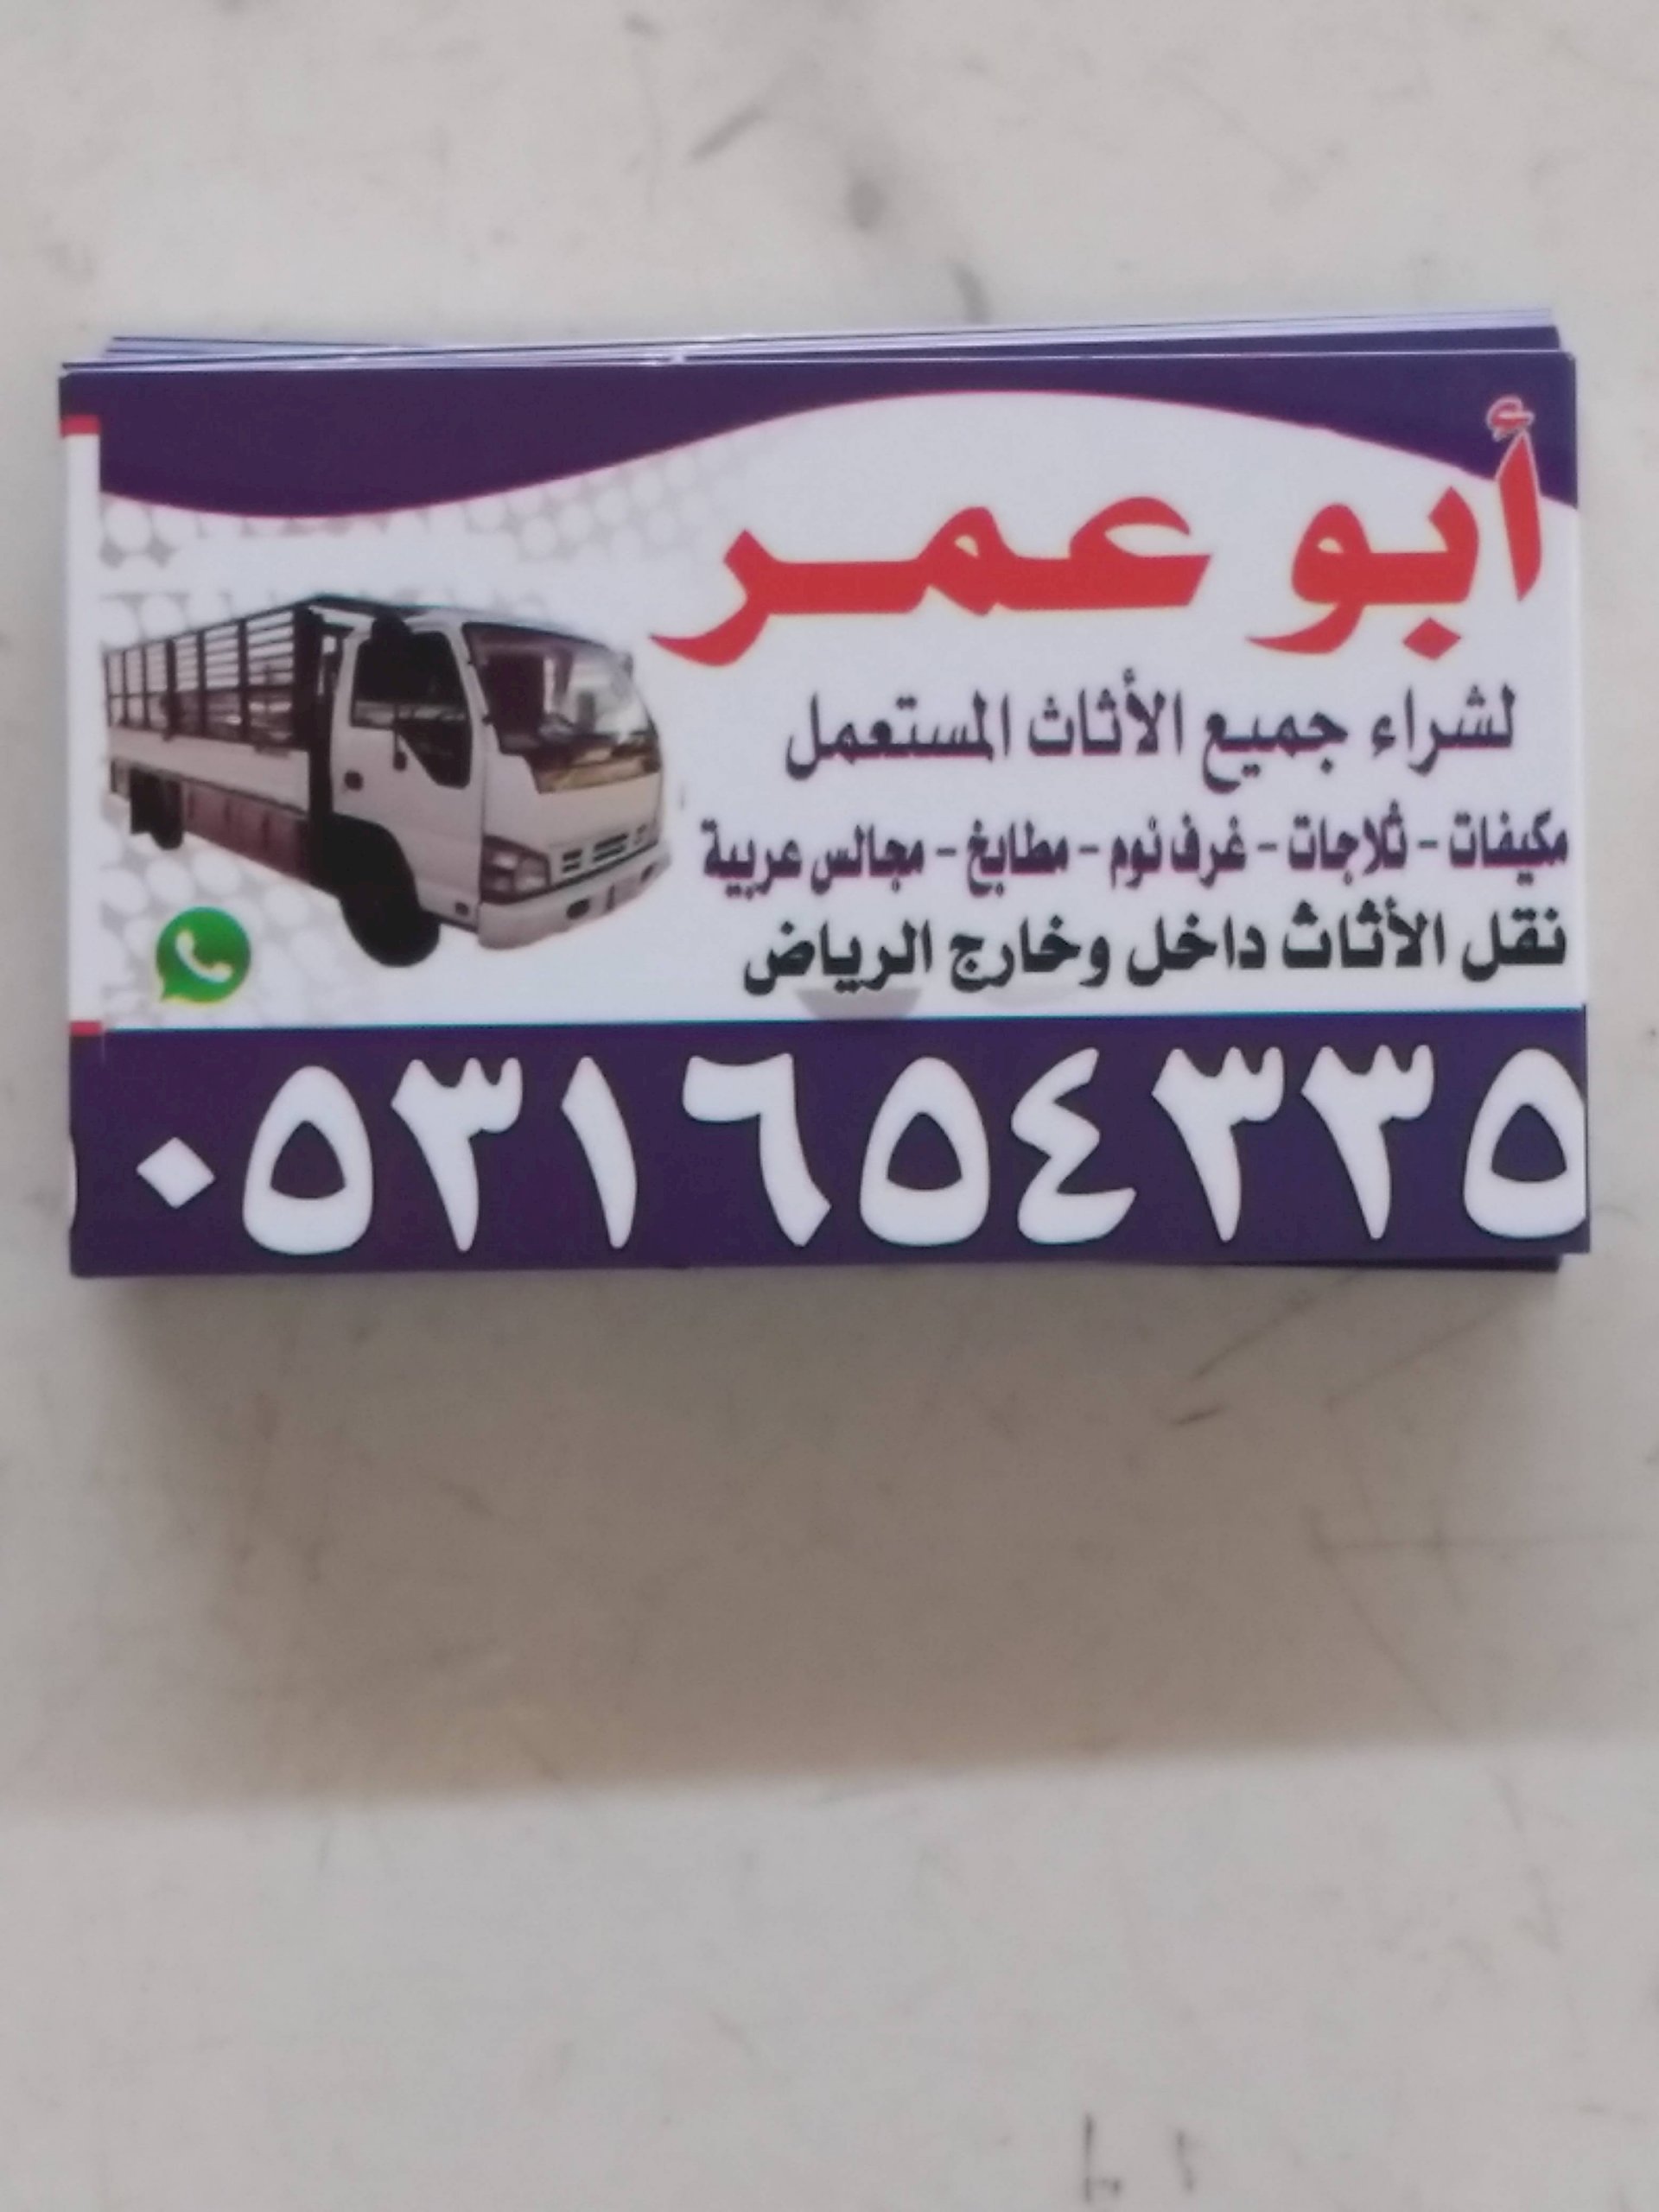 أبو عمر
لشراء جميع الأثاث المستعمل
مكيفات - ثلاجات - غرف نوم - مطابخ - مجالس عربية
نقل الأثاث داخل وخارج الرياض
٠٥٣١٦٥٤٣٣٥